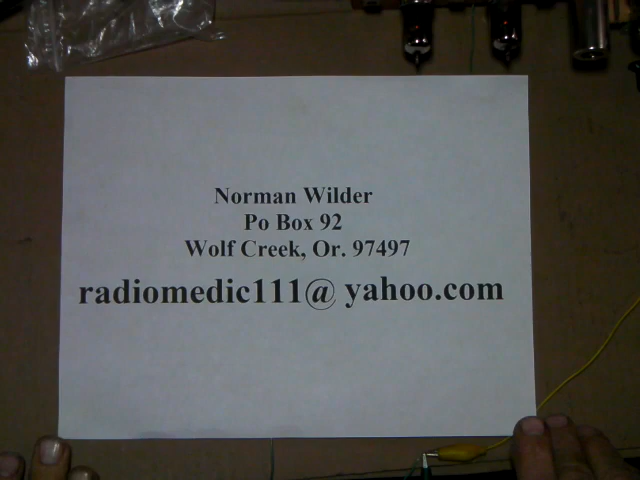 Norman Wilder
Po Box 92
Wolf Creek, Or. 97497
radiomedic111@ yahoo.com